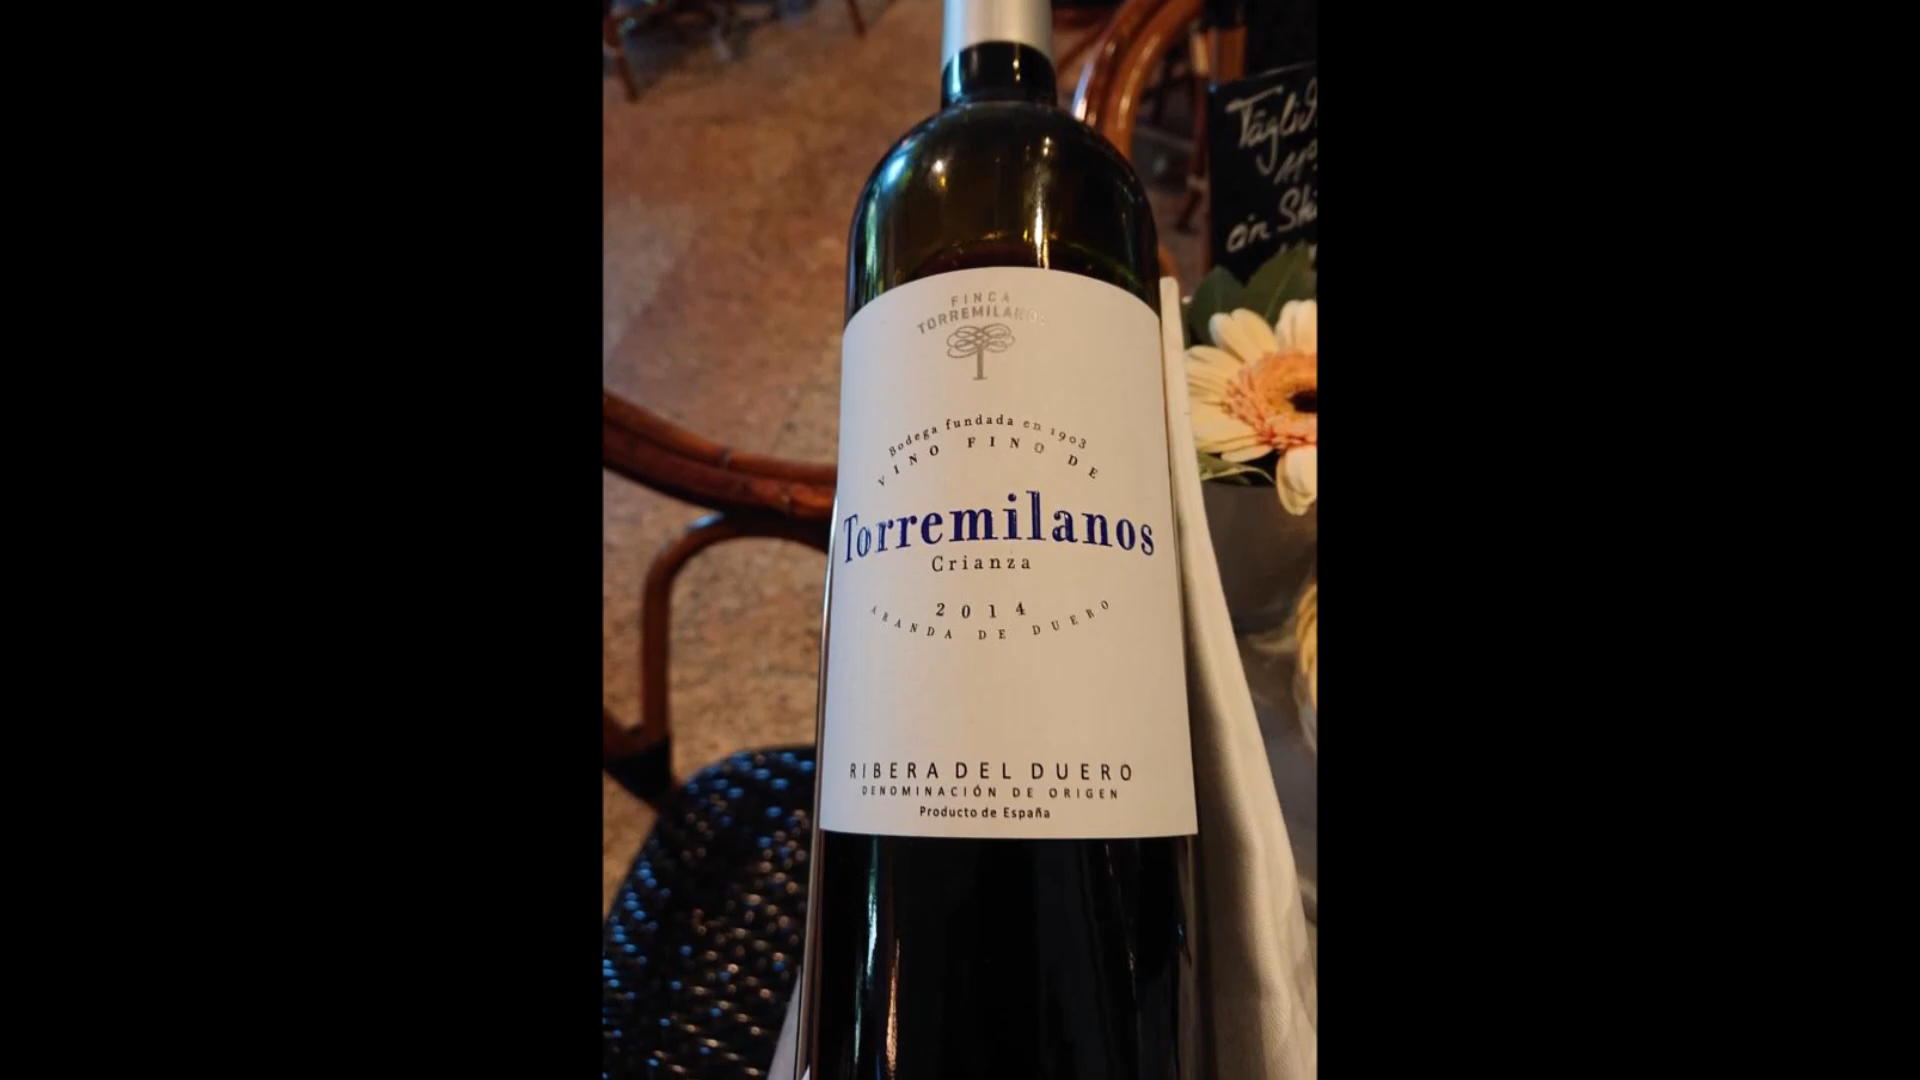 FINCA
TORREMILANOS
Bodega fundada en 1903
VINO FINO DE
Torremilanos
Crianza
2014
ARANDA DE DUERO
RIBERA DEL DUERO
DENOMINACIÓN DE ORIGEN
Producto de España
ein